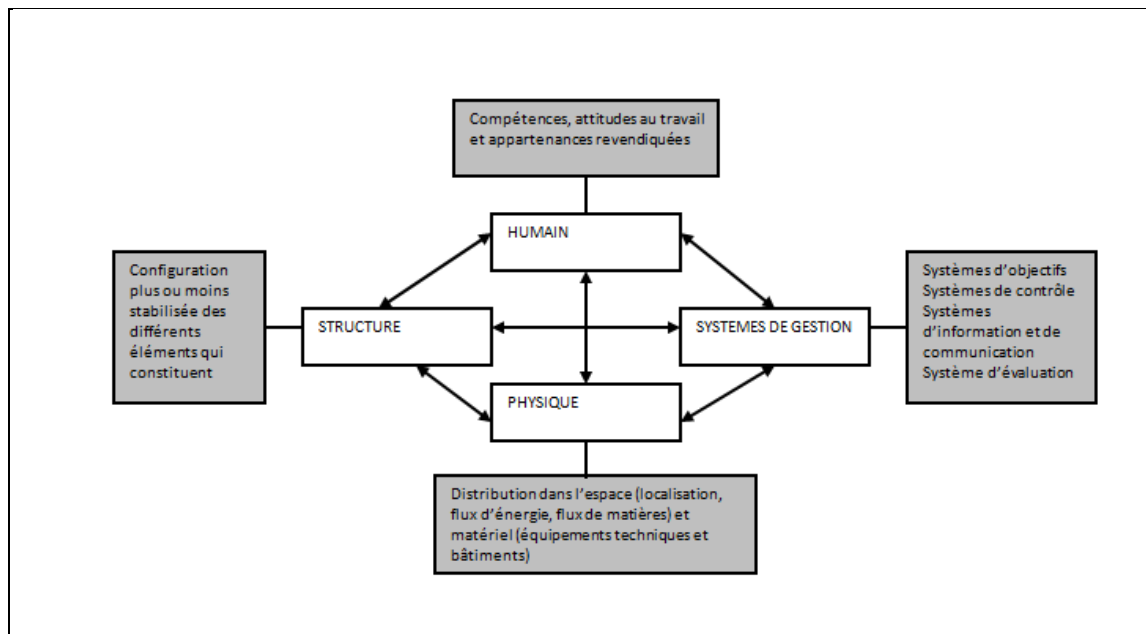 Compétences, attitudes au travail
et appartenances revendiquées
HUMAIN
Configuration
plus ou moins
stabilisée des
différents
éléments qui
constituent
STRUCTURE
SYSTEMES DE GESTION
Systèmes d'objectifs
Systèmes de contrôle
Systèmes
d'information et de
communication
Système d'évaluation
PHYSIQUE
Distribution dans l'espace (localisation,
flux d'énergie, flux de matières) et
matériel (équipements techniques et
bâtiments)